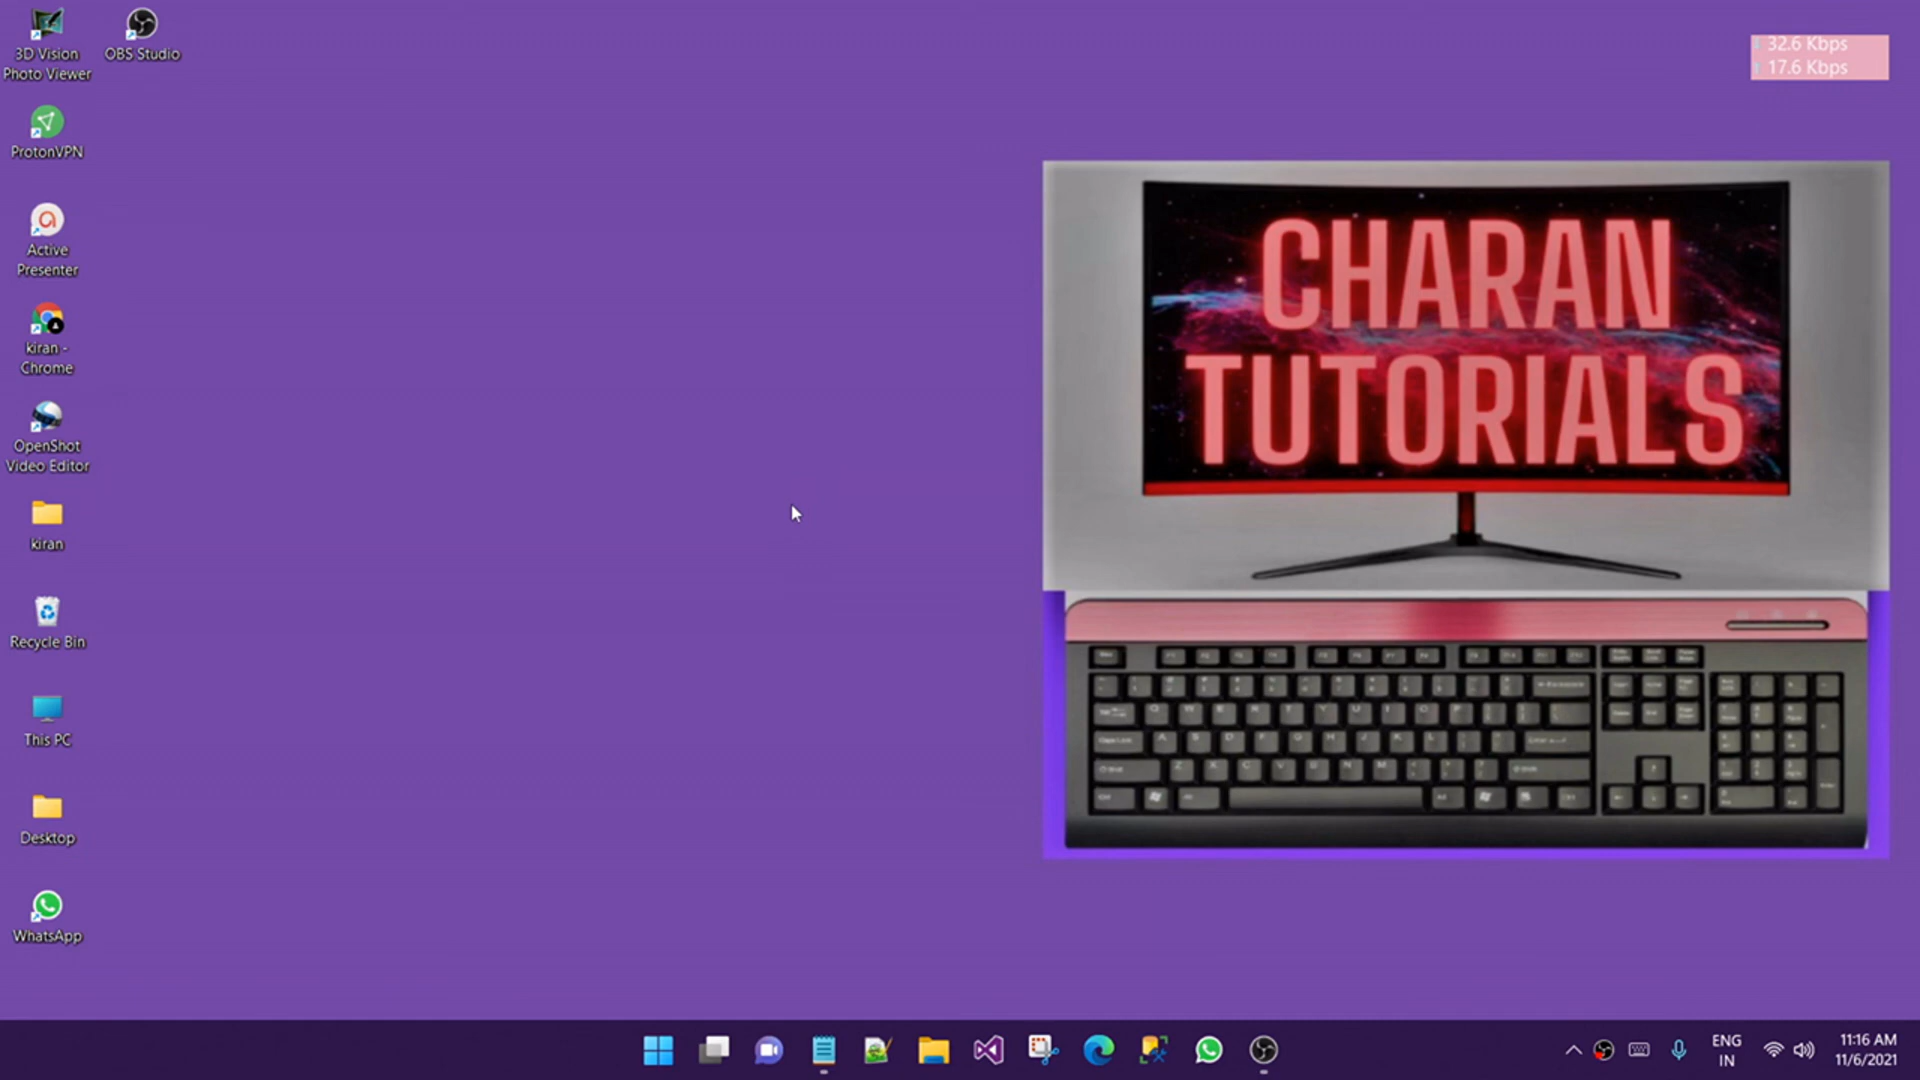 3D Vision
Photo Viewer
OBS Studio
ProtonVPN
Active
Presenter
kiran -
Chrome
OpenShot
Video Editor
kiran
Recycle Bin
This PC
Desktop
WhatsApp
32.6 Kbps
17.6 Kbps
CHARAN
TUTORIALS
Q W E R T Y U I O P
A S D F G H J K L
Z X C V B N M
ENG
IN
11:16 AM
11/6/2021